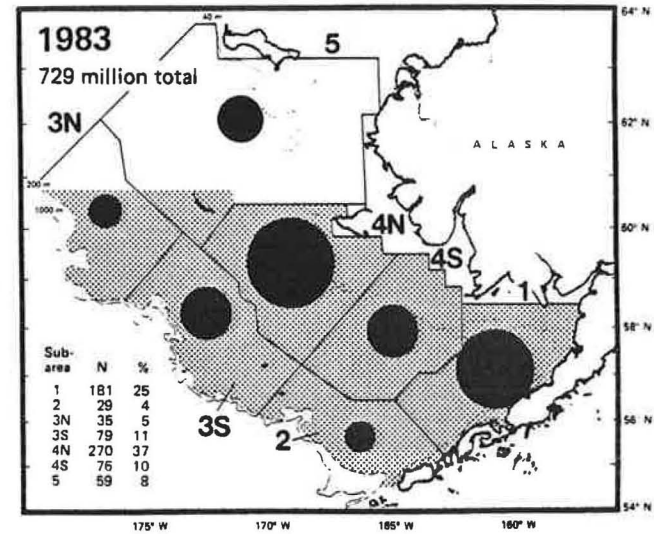 40 m
64° N
1983
5
729 million total
3N
62° N
A L A S K A
200 m
1000 m
4N
60° N
4S
1
58° N
Sub-area N %
1 181 25
2 29 4
3N 35 5
3S 79 11
4N 270 37
4S 76 10
5 59 8
3S
2
56° N
54° N
175° W
170° W
165° W
160° W